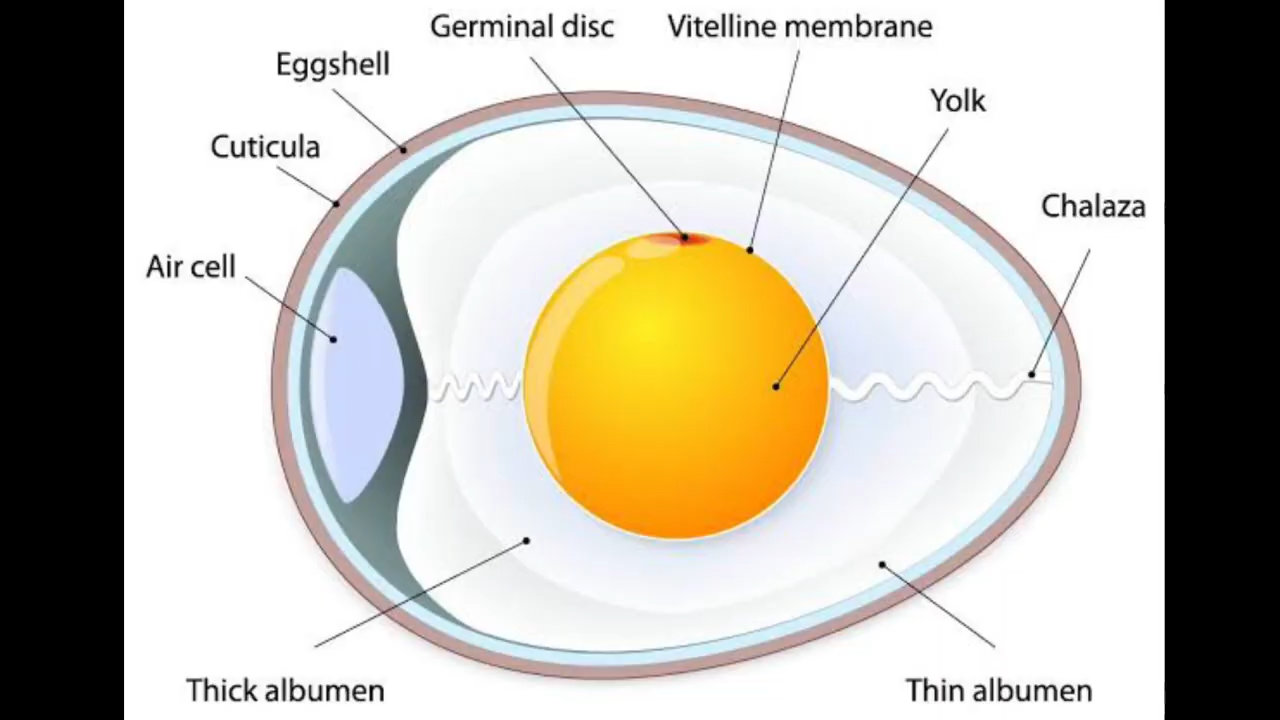 Germinal disc
Vitelline membrane
Eggshell
Yolk
Cuticula
Chalaza
Air cell
Thick albumen
Thin albumen